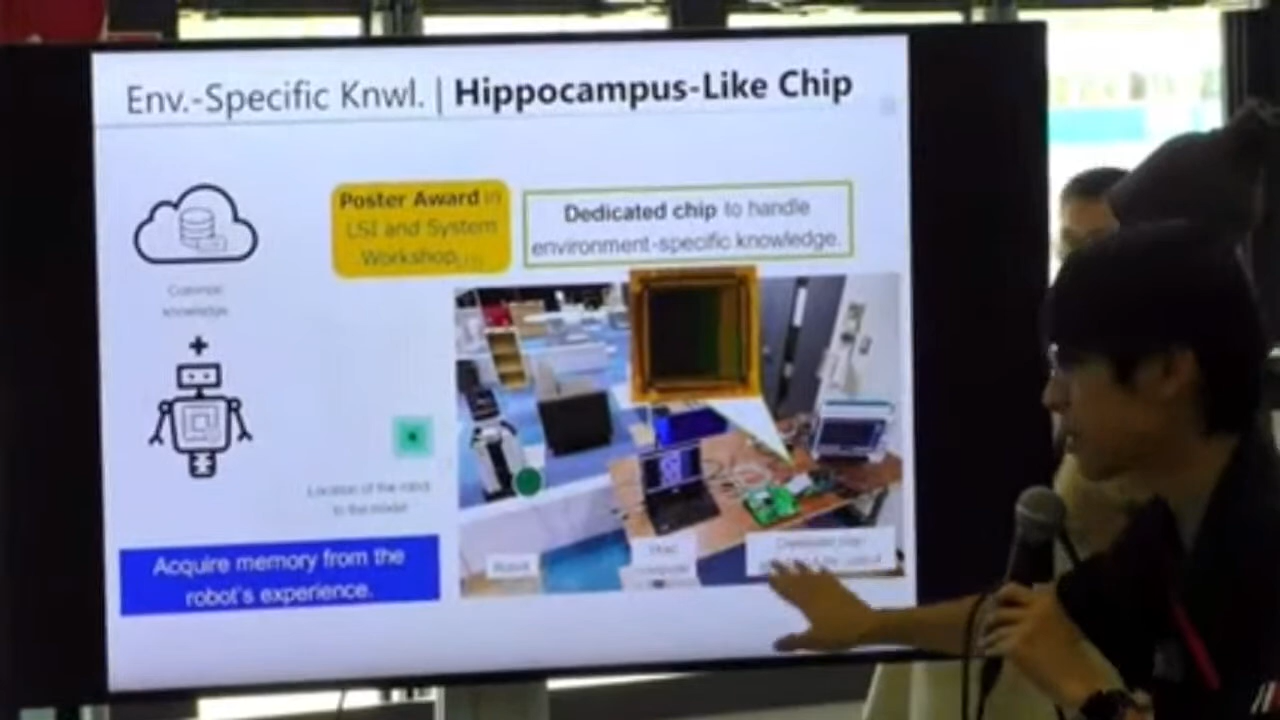 Env.-Specific Knwl. | Hippocampus-Like Chip
Poster Award in
LSI and System
Workshop
Dedicated chip to handle
environment-specific knowledge.
Common
knowledge
+
Location of the robot
in the model
Acquire memory from the
robot's experience.
Robot